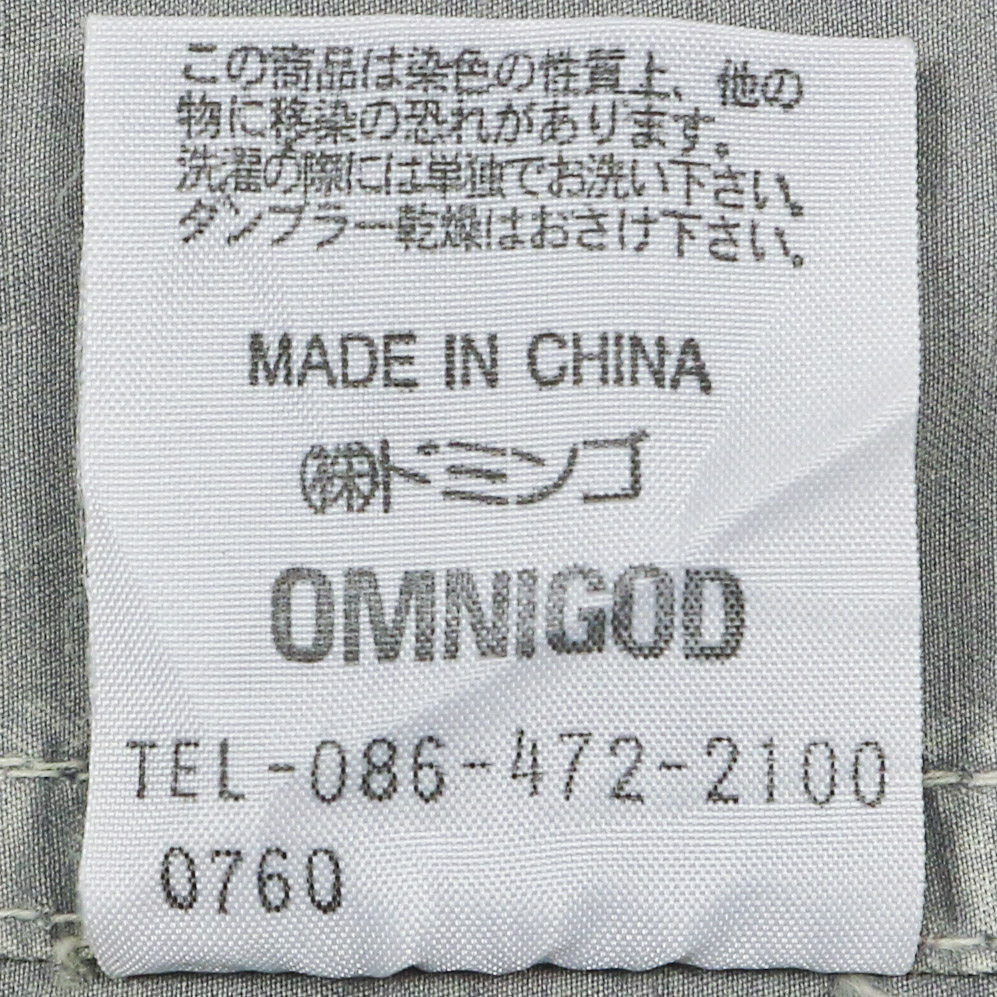 この商品は染色の性質上、他の
物に移染の恐れがあります。
洗濯の際には単独でお洗い下さい。
タンブラー乾燥はおさけ下さい。
MADE IN CHINA
㈱ドミンゴ
OMNIGOD
TEL-086-472-2100
0760